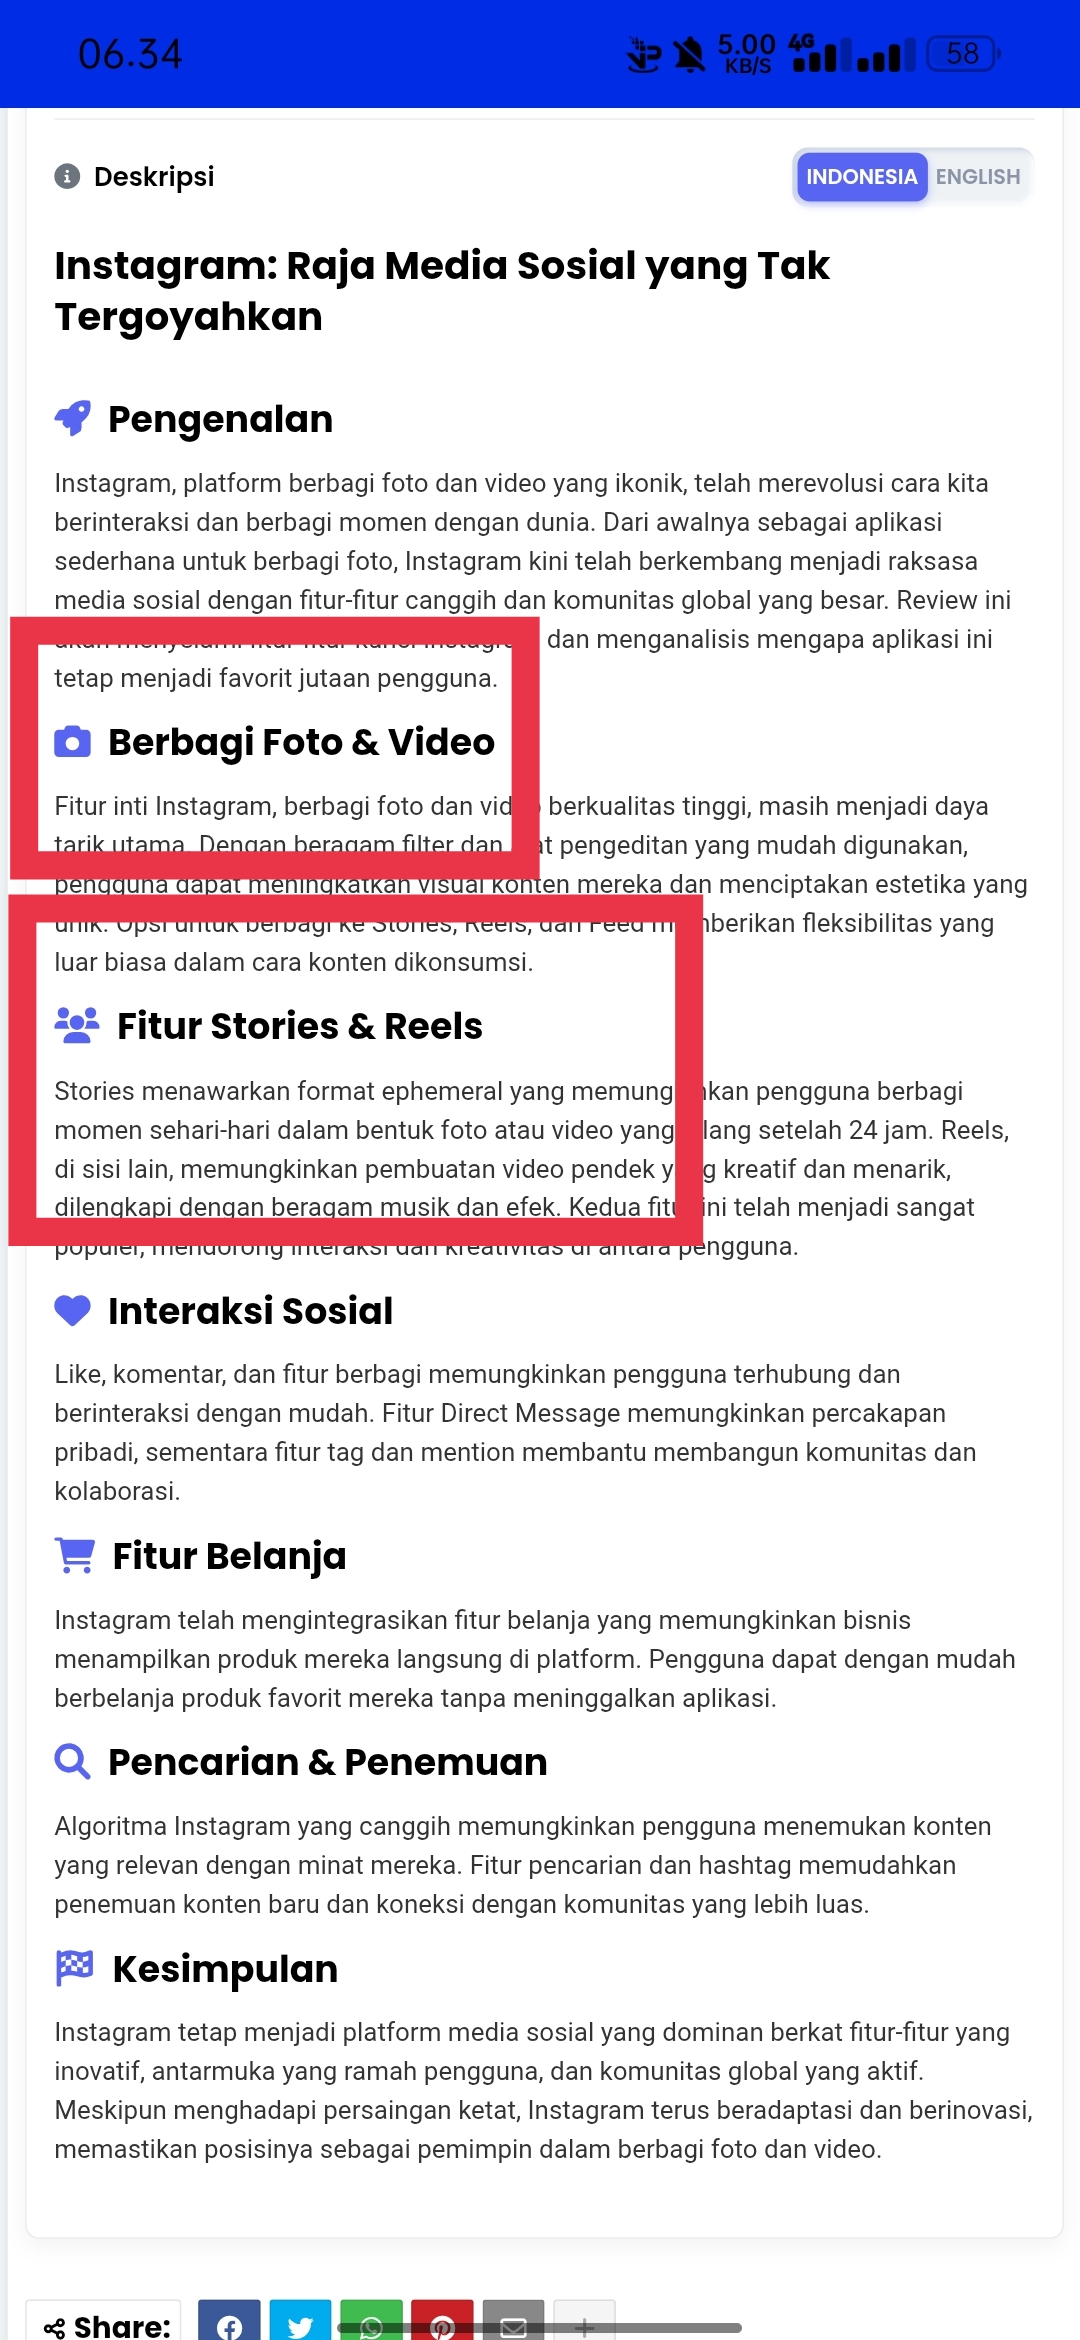 06.34
5.00 KB/S 4G 58
Deskripsi
INDONESIA ENGLISH
Instagram: Raja Media Sosial yang Tak
Tergoyahkan
Pengenalan
Instagram, platform berbagi foto dan video yang ikonik, telah merevolusi cara kita
berinteraksi dan berbagi momen dengan dunia. Dari awalnya sebagai aplikasi
sederhana untuk berbagi foto, Instagram kini telah berkembang menjadi raksasa
media sosial dengan fitur-fitur canggih dan komunitas global yang besar. Review ini
dan menganalisis mengapa aplikasi ini
tetap menjadi favorit jutaan pengguna.
Berbagi Foto & Video
Fitur inti Instagram, berbagi foto dan video berkualitas tinggi, masih menjadi daya
tarik utama. Dengan beragam filter dan pengeditan yang mudah digunakan,
pengguna dapat meningkatkan visual konten mereka dan menciptakan estetika yang
unik. Opsi untuk berbagi ke Stories, Reels, dan Feed memberikan fleksibilitas yang
luar biasa dalam cara konten dikonsumsi.
Fitur Stories & Reels
Stories menawarkan format ephemeral yang memungkinkan pengguna berbagi
momen sehari-hari dalam bentuk foto atau video yang hilang setelah 24 jam. Reels,
di sisi lain, memungkinkan pembuatan video pendek yang kreatif dan menarik,
dilengkapi dengan beragam musik dan efek. Kedua fitur ini telah menjadi sangat
populer, mendorong interaksi dan kreativitas di antara pengguna.
Interaksi Sosial
Like, komentar, dan fitur berbagi memungkinkan pengguna terhubung dan
berinteraksi dengan mudah. Fitur Direct Message memungkinkan percakapan
pribadi, sementara fitur tag dan mention membantu membangun komunitas dan
kolaborasi.
Fitur Belanja
Instagram telah mengintegrasikan fitur belanja yang memungkinkan bisnis
menampilkan produk mereka langsung di platform. Pengguna dapat dengan mudah
berbelanja produk favorit mereka tanpa meninggalkan aplikasi.
Pencarian & Penemuan
Algoritma Instagram yang canggih memungkinkan pengguna menemukan konten
yang relevan dengan minat mereka. Fitur pencarian dan hashtag memudahkan
penemuan konten baru dan koneksi dengan komunitas yang lebih luas.
Kesimpulan
Instagram tetap menjadi platform media sosial yang dominan berkat fitur-fitur yang
inovatif, antarmuka yang ramah pengguna, dan komunitas global yang aktif.
Meskipun menghadapi persaingan ketat, Instagram terus beradaptasi dan berinovasi,
memastikan posisinya sebagai pemimpin dalam berbagi foto dan video.
Share: